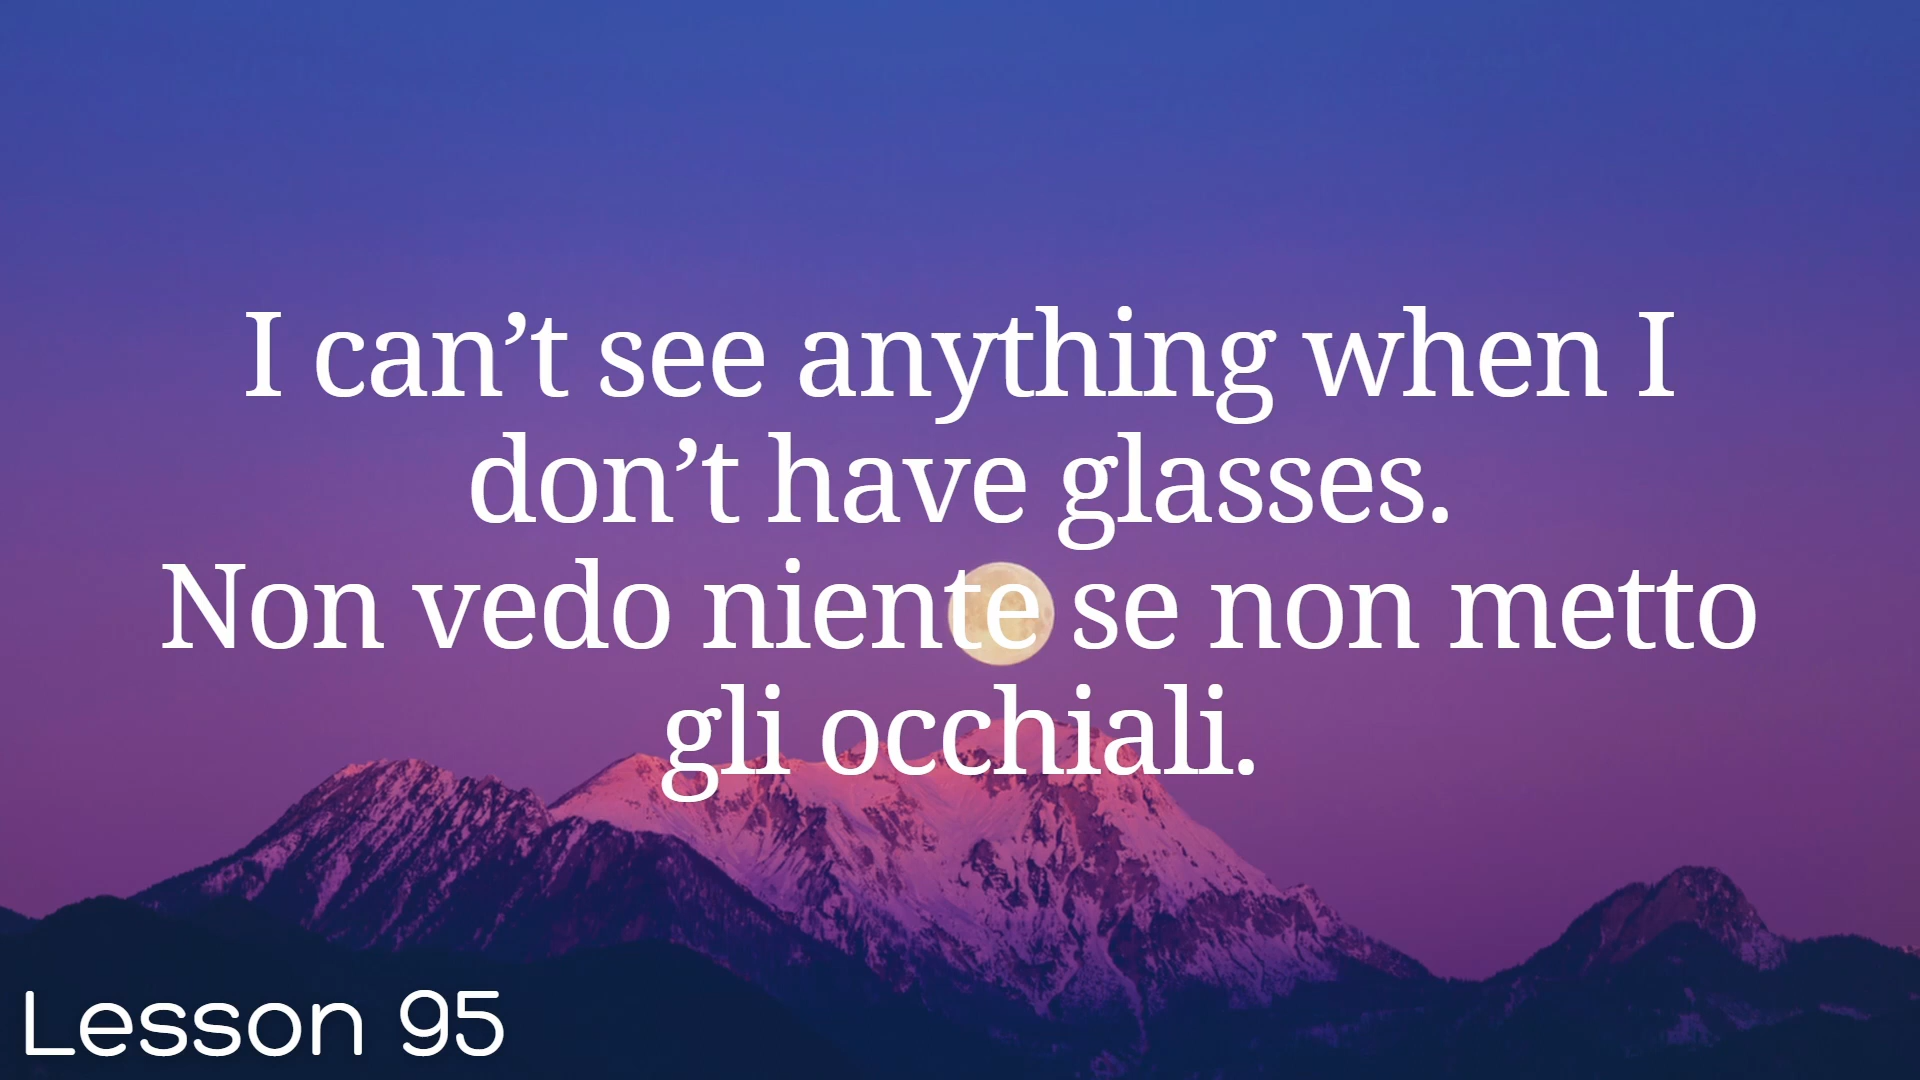 I can’t see anything when I
don’t have glasses.
Non vedo niente se non metto
gli occhiali.
Lesson 95